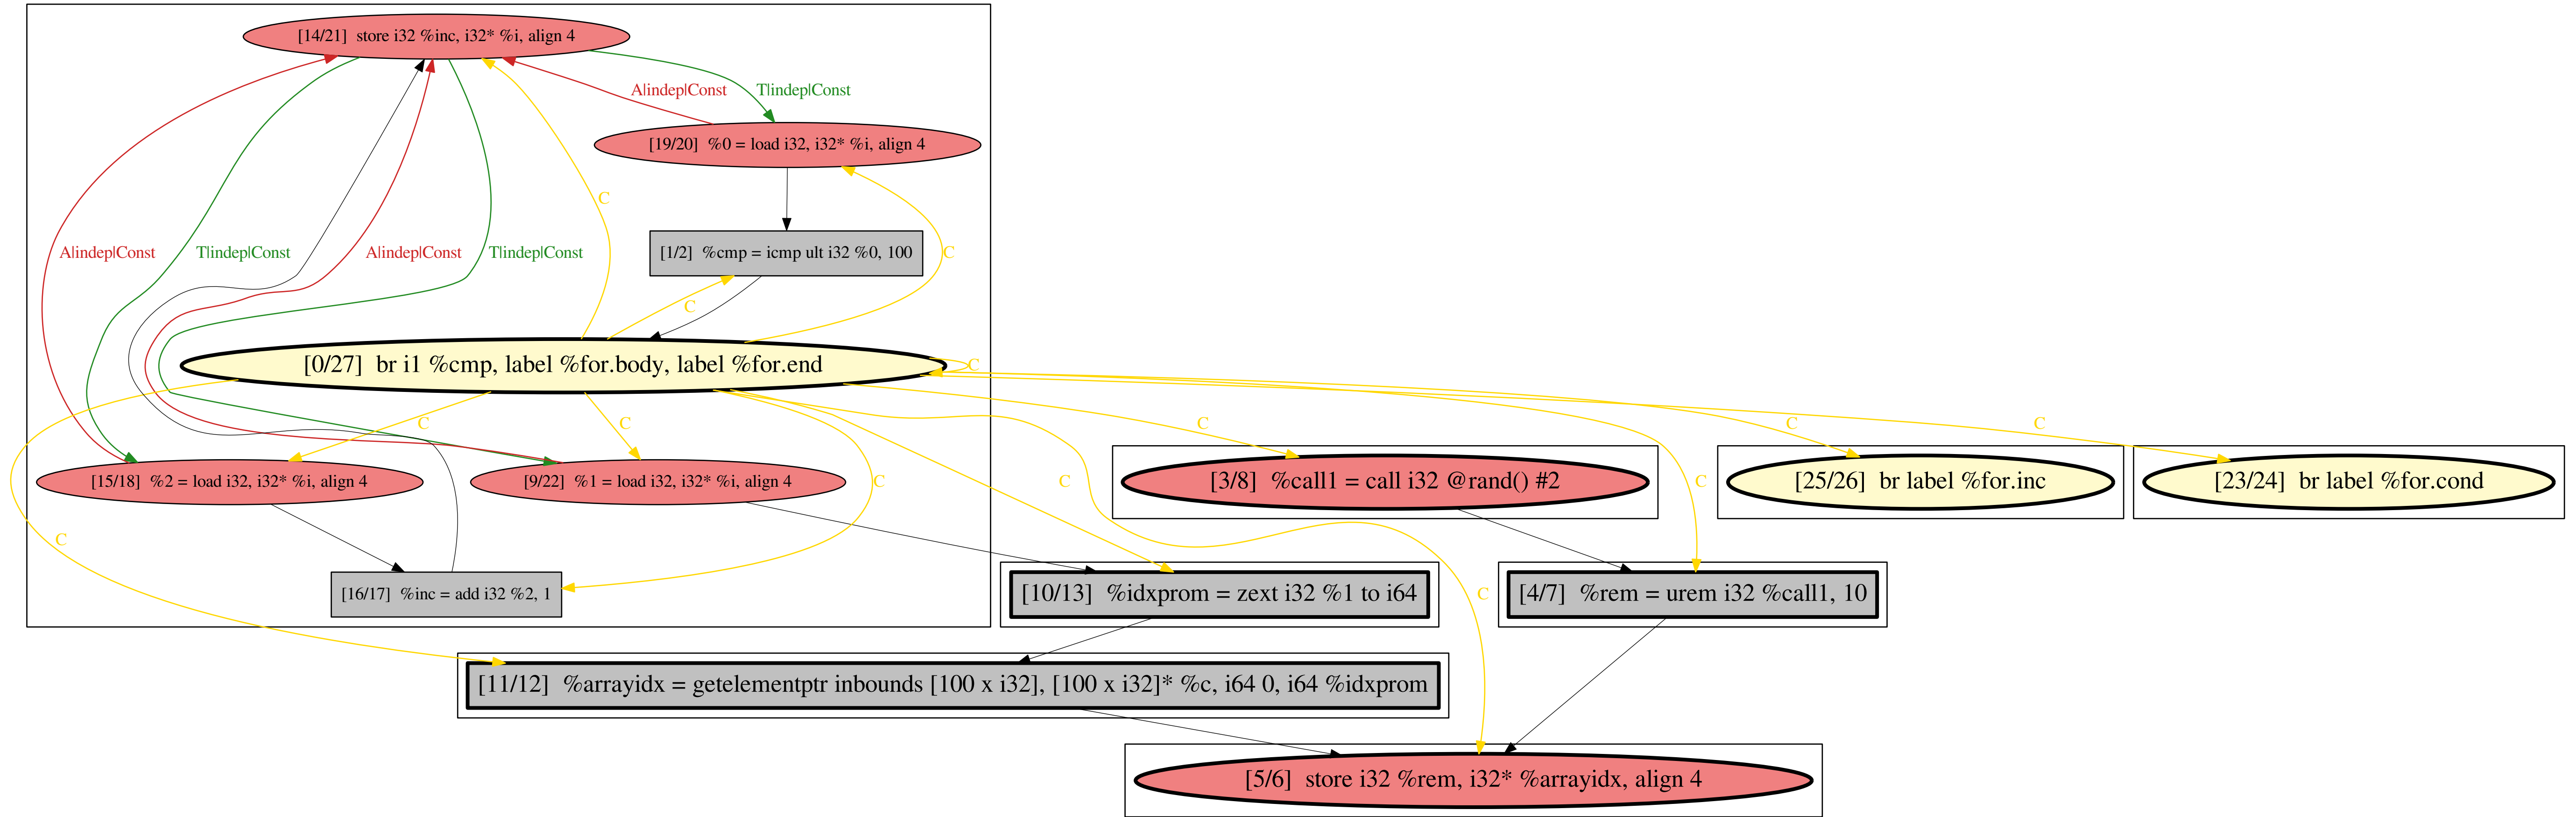 [14/21]  store i32 %inc, i32* %i, align 4
A|indep|Const
T|indep|Const
[19/20]  %0 = load i32, i32* %i, align 4
C
A|indep|Const
T|indep|Const
A|indep|Const
T|indep|Const
[1/2]  %cmp = icmp ult i32 %0, 100
C
C
[0/27]  br i1 %cmp, label %for.body, label %for.end
C
C
C
C
C
C
[15/18]  %2 = load i32, i32* %i, align 4
[9/22]  %1 = load i32, i32* %i, align 4
C
C
[3/8]  %call1 = call i32 @rand() #2
C
[25/26]  br label %for.inc
[23/24]  br label %for.cond
C
[16/17]  %inc = add i32 %2, 1
[10/13]  %idxprom = zext i32 %1 to i64
C
[4/7]  %rem = urem i32 %call1, 10
[11/12]  %arrayidx = getelementptr inbounds [100 x i32], [100 x i32]* %c, i64 0, i64 %idxprom
[5/6]  store i32 %rem, i32* %arrayidx, align 4